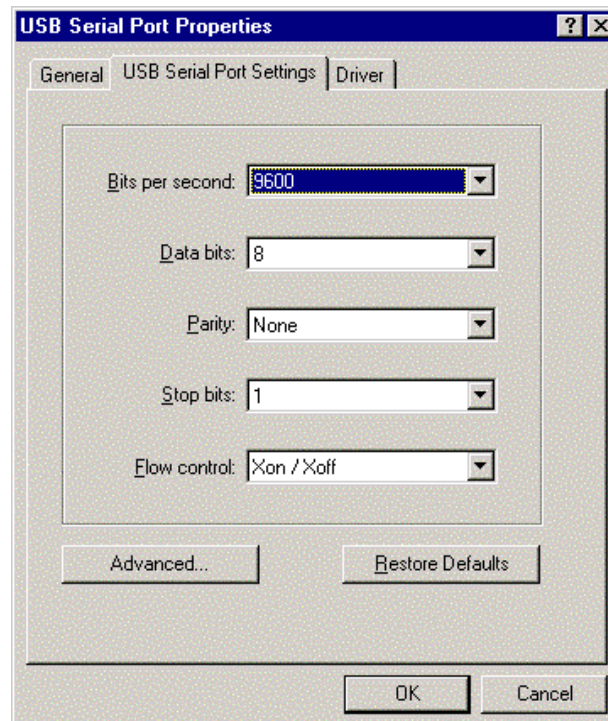 USB Serial Port Properties
General USB Serial Port Settings Driver
Bits per second: 9600
Data bits: 8
Parity: None
Stop bits: 1
Flow control: Xon / Xoff
Advanced... Restore Defaults
OK Cancel